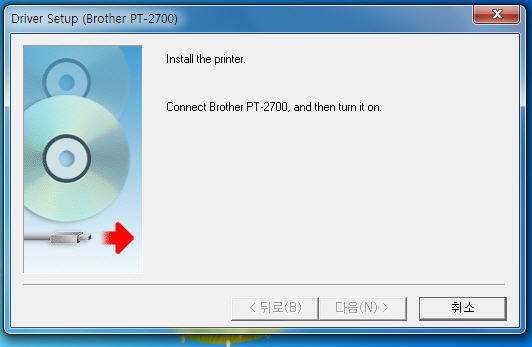 Driver Setup (Brother PT-2700)
Install the printer.
Connect Brother PT-2700, and then turn it on.
< 뒤로(B)
다음(N) >
취소